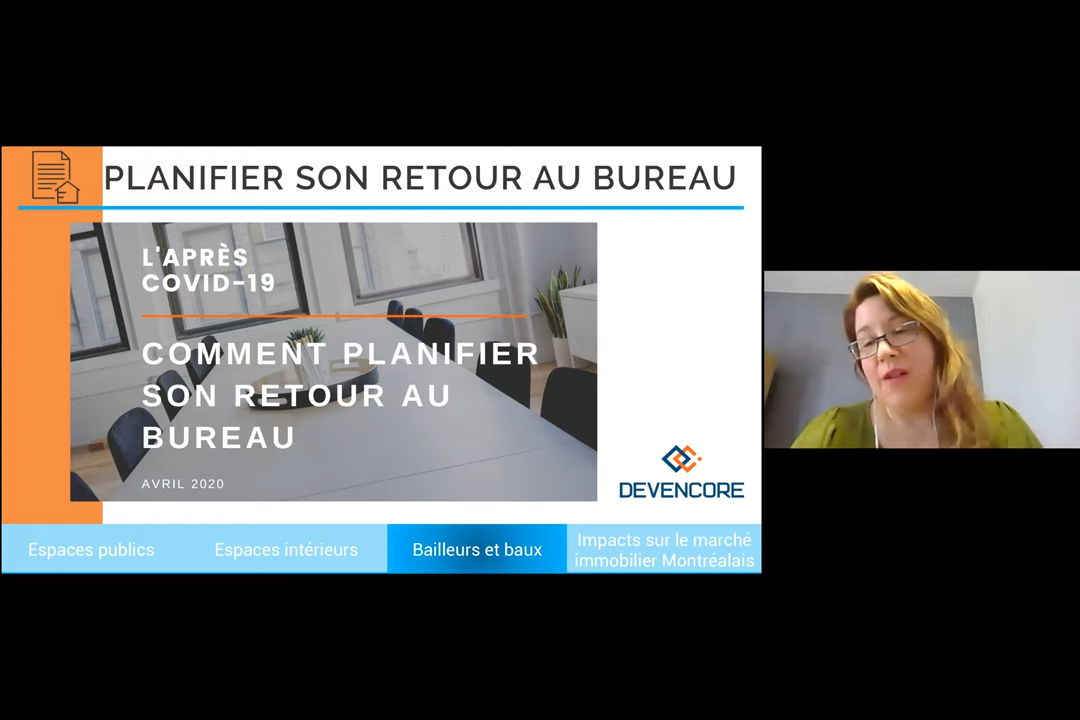 PLANIFIER SON RETOUR AU BUREAU
L'APRÈS
COVID-19
COMMENT PLANIFIER
SON RETOUR AU
BUREAU
AVRIL 2020
DEVENCORE
Espaces publics
Espaces intérieurs
Bailleurs et baux
Impacts sur le marché
immobilier Montréalais